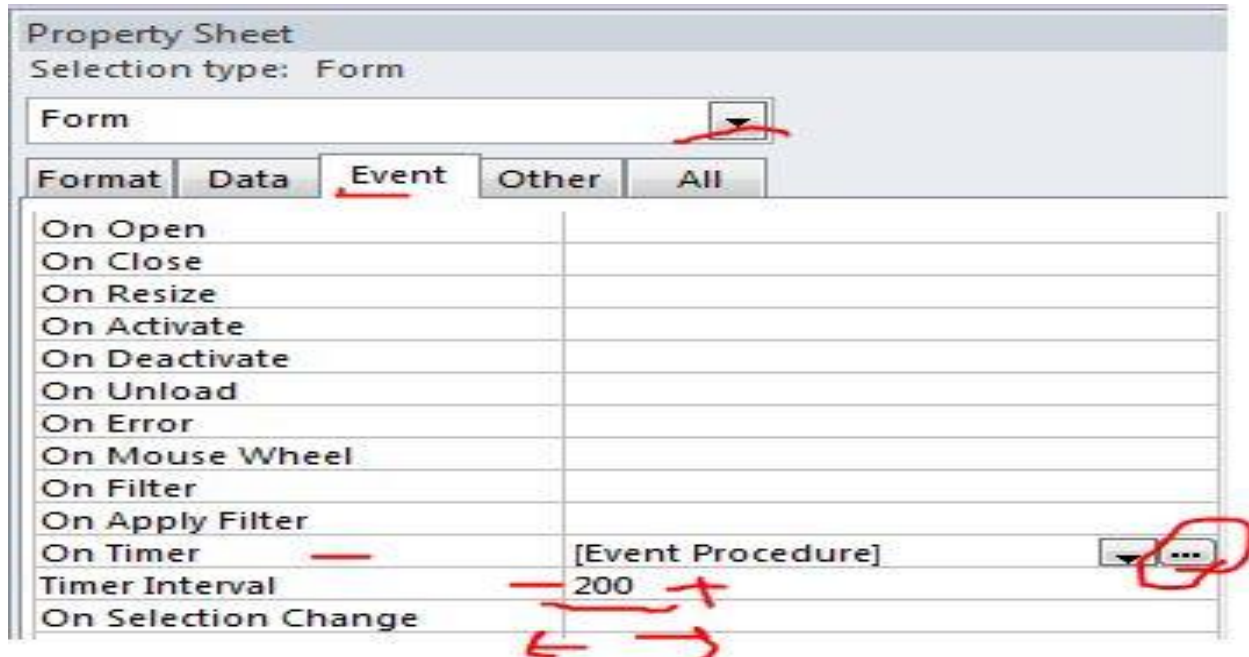 Property Sheet
Selection type: Form
Form
Format Data Event Other All
On Open
On Close
On Resize
On Activate
On Deactivate
On Unload
On Error
On Mouse Wheel
On Filter
On Apply Filter
On Timer [Event Procedure] ...
Timer Interval 200
On Selection Change